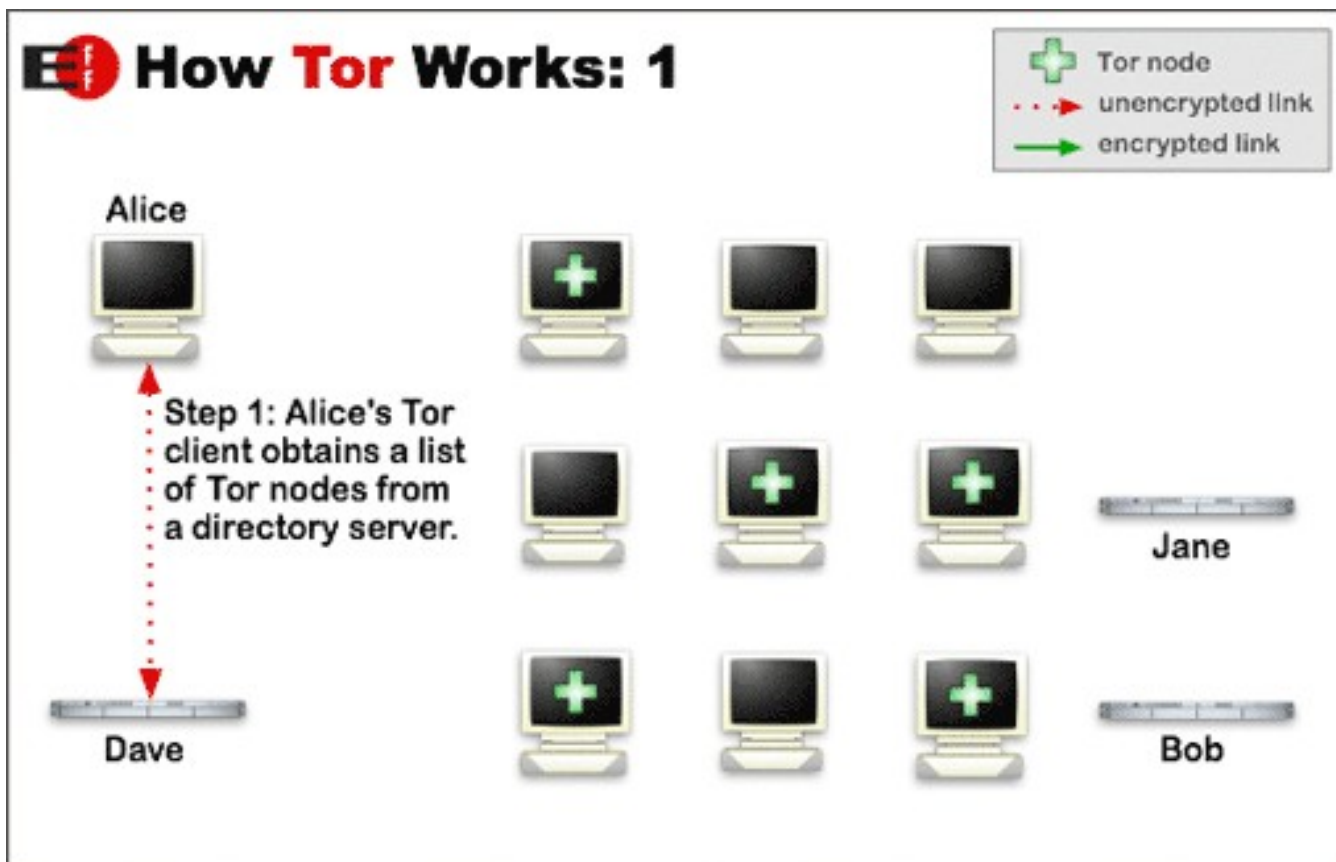 EFF How Tor Works: 1
Tor node
unencrypted link
encrypted link
Alice
Step 1: Alice's Tor
client obtains a list
of Tor nodes from
a directory server.
Jane
Dave
Bob